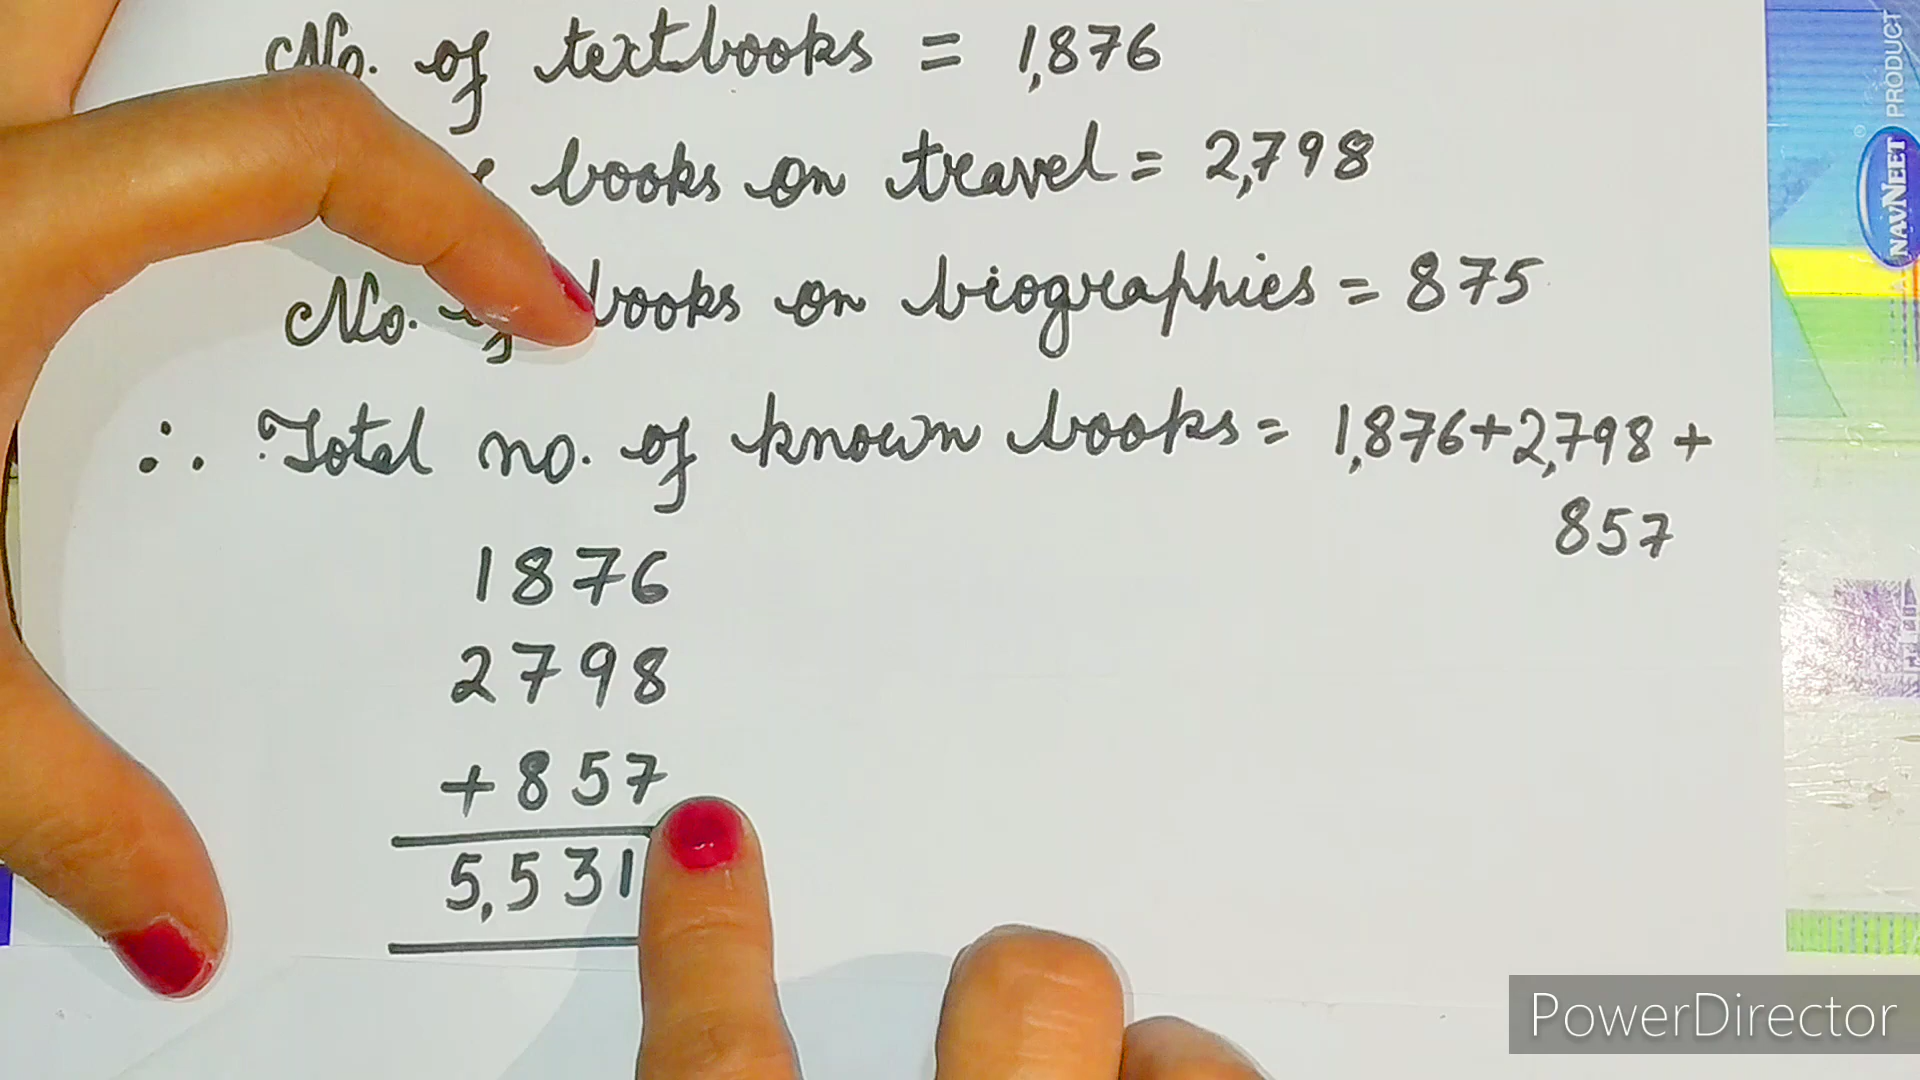 No. of textbooks = 1,876
books on travel = 2,798
No. of books on biographies = 875
∴ Total no. of known books = 1,876+2,798+
857
1876
2798
+857
5,531
NAVNEET® PRODUCT
PowerDirector